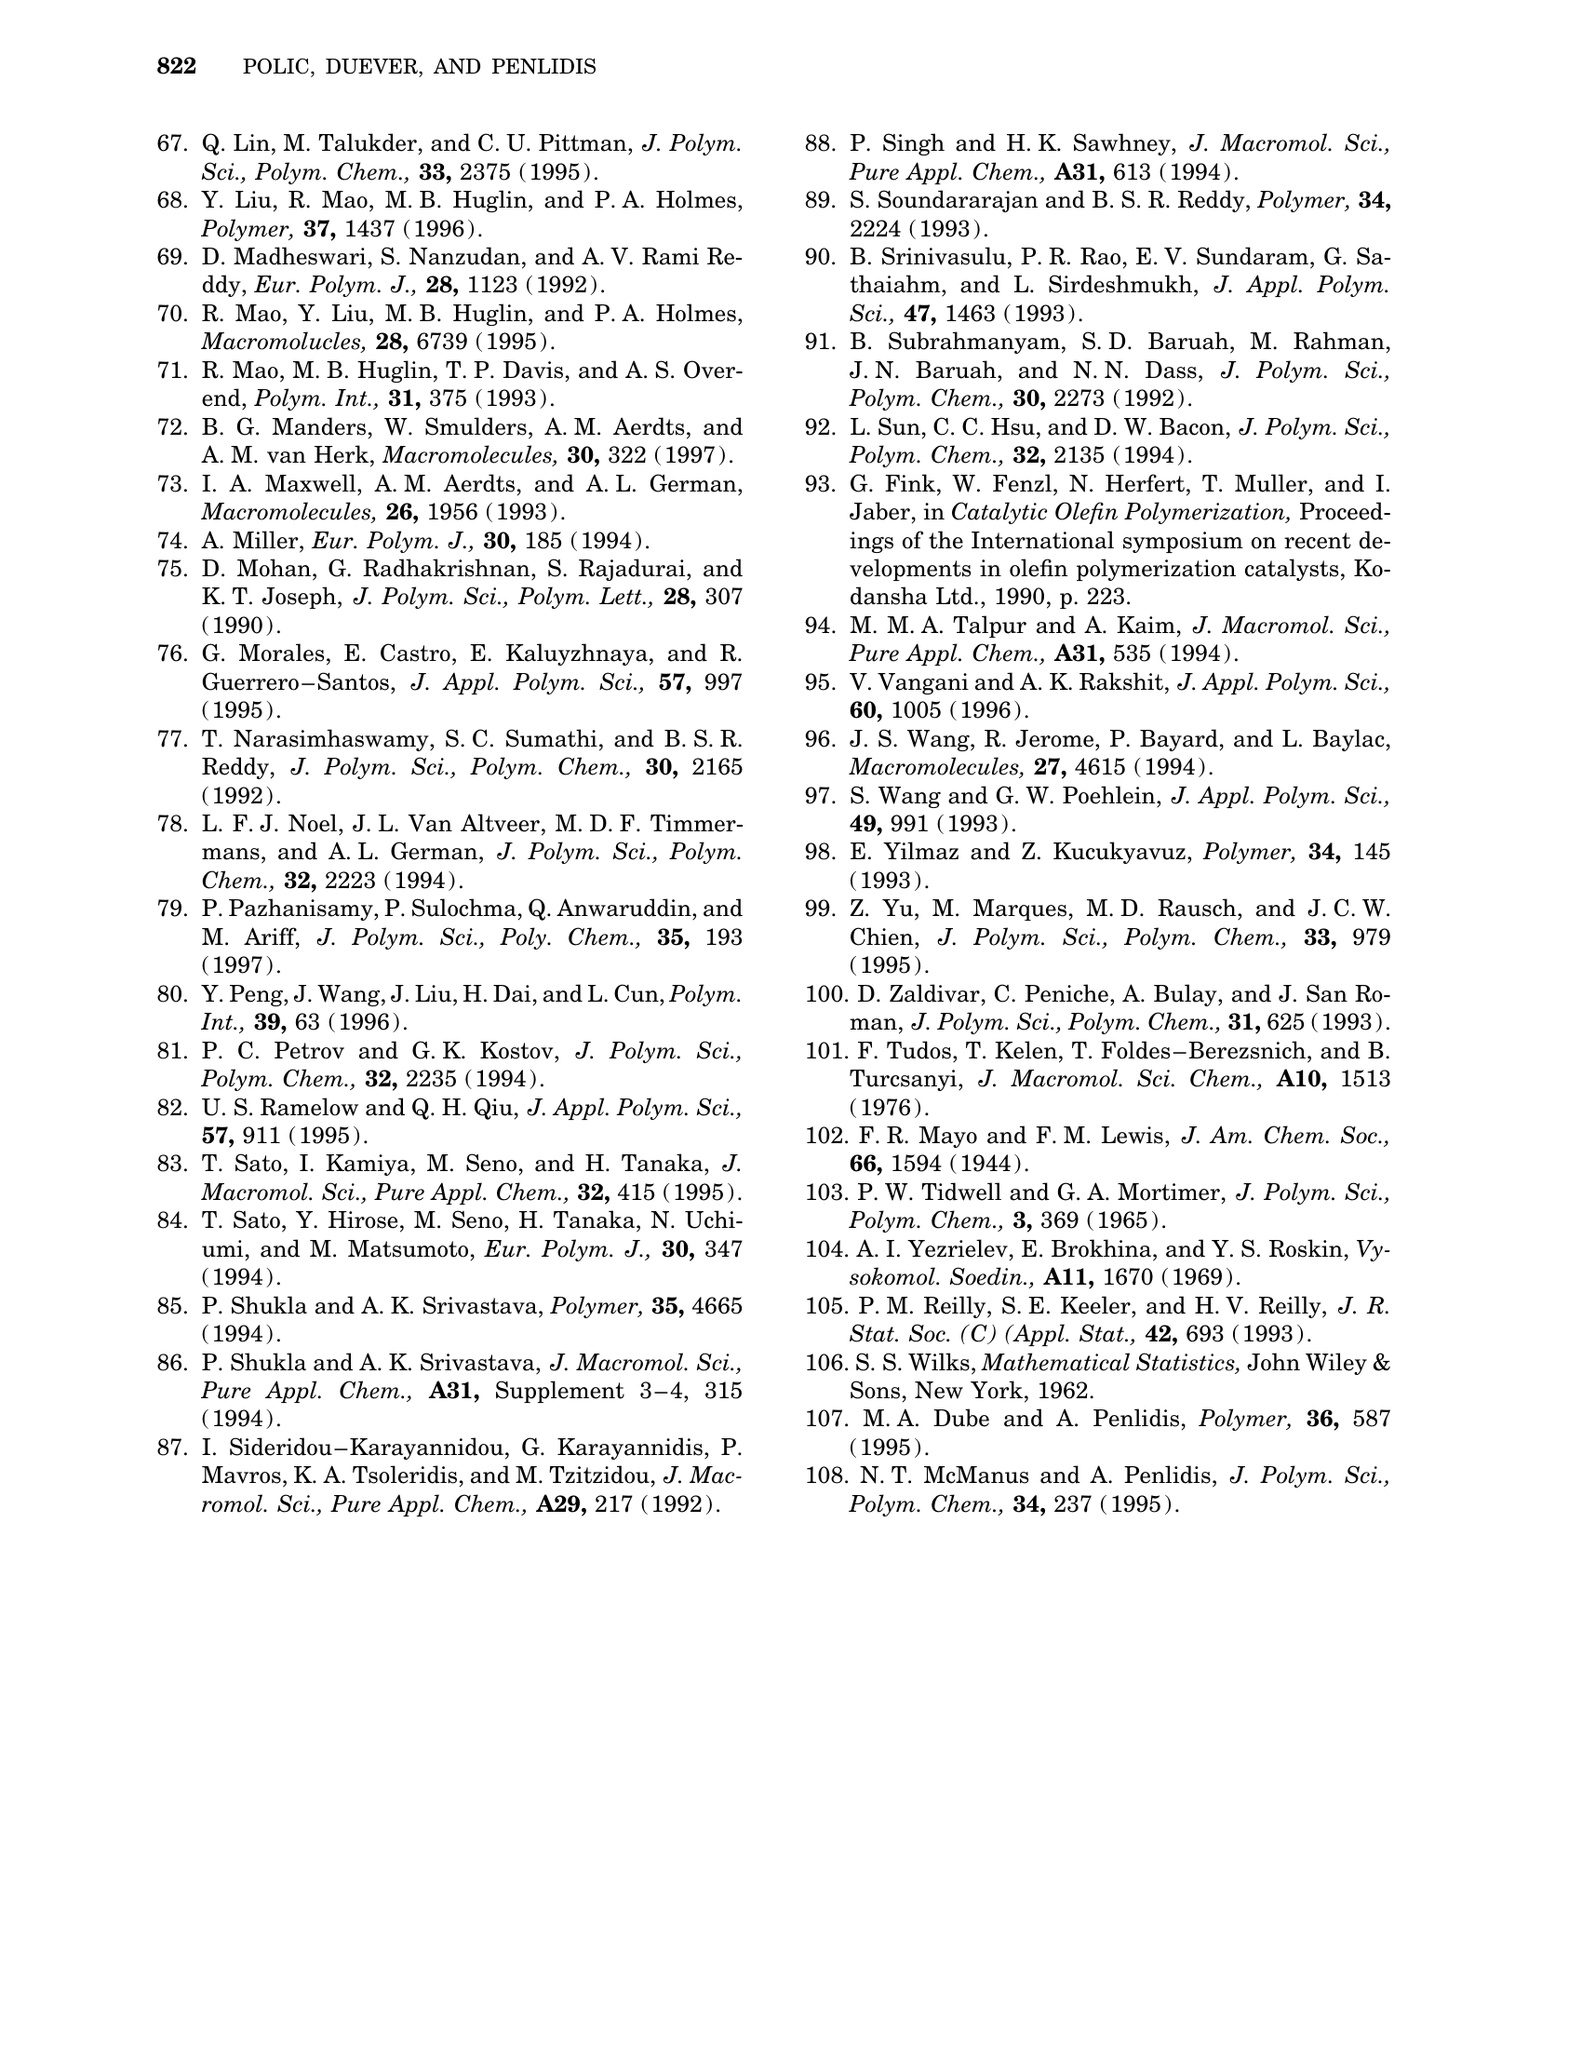 822 POLIC, DUEVER, AND PENLIDIS
67. Q. Lin, M. Talukder, and C. U. Pittman, J. Polym.
Sci., Polym. Chem., 33, 2375 (1995).
68. Y. Liu, R. Mao, M. B. Huglin, and P. A. Holmes,
Polymer, 37, 1437 (1996).
69. D. Madheswari, S. Nanzudan, and A. V. Rami Re-
ddy, Eur. Polym. J., 28, 1123 (1992).
70. R. Mao, Y. Liu, M. B. Huglin, and P. A. Holmes,
Macromolucles, 28, 6739 (1995).
71. R. Mao, M. B. Huglin, T. P. Davis, and A. S. Over-
end, Polym. Int., 31, 375 (1993).
72. B. G. Manders, W. Smulders, A. M. Aerdts, and
A. M. van Herk, Macromolecules, 30, 322 (1997).
73. I. A. Maxwell, A. M. Aerdts, and A. L. German,
Macromolecules, 26, 1956 (1993).
74. A. Miller, Eur. Polym. J., 30, 185 (1994).
75. D. Mohan, G. Radhakrishnan, S. Rajadurai, and
K. T. Joseph, J. Polym. Sci., Polym. Lett., 28, 307
(1990).
76. G. Morales, E. Castro, E. Kaluyzhnaya, and R.
Guerrero–Santos, J. Appl. Polym. Sci., 57, 997
(1995).
77. T. Narasimhaswamy, S. C. Sumathi, and B. S. R.
Reddy, J. Polym. Sci., Polym. Chem., 30, 2165
(1992).
78. L. F. J. Noel, J. L. Van Altveer, M. D. F. Timmer-
mans, and A. L. German, J. Polym. Sci., Polym.
Chem., 32, 2223 (1994).
79. P. Pazhanisamy, P. Sulochma, Q. Anwaruddin, and
M. Ariff, J. Polym. Sci., Poly. Chem., 35, 193
(1997).
80. Y. Peng, J. Wang, J. Liu, H. Dai, and L. Cun, Polym.
Int., 39, 63 (1996).
81. P. C. Petrov and G. K. Kostov, J. Polym. Sci.,
Polym. Chem., 32, 2235 (1994).
82. U. S. Ramelow and Q. H. Qiu, J. Appl. Polym. Sci.,
57, 911 (1995).
83. T. Sato, I. Kamiya, M. Seno, and H. Tanaka, J.
Macromol. Sci., Pure Appl. Chem., 32, 415 (1995).
84. T. Sato, Y. Hirose, M. Seno, H. Tanaka, N. Uchi-
umi, and M. Matsumoto, Eur. Polym. J., 30, 347
(1994).
85. P. Shukla and A. K. Srivastava, Polymer, 35, 4665
(1994).
86. P. Shukla and A. K. Srivastava, J. Macromol. Sci.,
Pure Appl. Chem., A31, Supplement 3–4, 315
(1994).
87. I. Sideridou–Karayannidou, G. Karayannidis, P.
Mavros, K. A. Tsoleridis, and M. Tzitzidou, J. Mac-
romol. Sci., Pure Appl. Chem., A29, 217 (1992).
88. P. Singh and H. K. Sawhney, J. Macromol. Sci.,
Pure Appl. Chem., A31, 613 (1994).
89. S. Soundararajan and B. S. R. Reddy, Polymer, 34,
2224 (1993).
90. B. Srinivasulu, P. R. Rao, E. V. Sundaram, G. Sa-
thaiahm, and L. Sirdeshmukh, J. Appl. Polym.
Sci., 47, 1463 (1993).
91. B. Subrahmanyam, S. D. Baruah, M. Rahman,
J. N. Baruah, and N. N. Dass, J. Polym. Sci.,
Polym. Chem., 30, 2273 (1992).
92. L. Sun, C. C. Hsu, and D. W. Bacon, J. Polym. Sci.,
Polym. Chem., 32, 2135 (1994).
93. G. Fink, W. Fenzl, N. Herfert, T. Muller, and I.
Jaber, in Catalytic Olefin Polymerization, Proceed-
ings of the International symposium on recent de-
velopments in olefin polymerization catalysts, Ko-
dansha Ltd., 1990, p. 223.
94. M. M. A. Talpur and A. Kaim, J. Macromol. Sci.,
Pure Appl. Chem., A31, 535 (1994).
95. V. Vangani and A. K. Rakshit, J. Appl. Polym. Sci.,
60, 1005 (1996).
96. J. S. Wang, R. Jerome, P. Bayard, and L. Baylac,
Macromolecules, 27, 4615 (1994).
97. S. Wang and G. W. Poehlein, J. Appl. Polym. Sci.,
49, 991 (1993).
98. E. Yilmaz and Z. Kucukyavuz, Polymer, 34, 145
(1993).
99. Z. Yu, M. Marques, M. D. Rausch, and J. C. W.
Chien, J. Polym. Sci., Polym. Chem., 33, 979
(1995).
100. D. Zaldivar, C. Peniche, A. Bulay, and J. San Ro-
man, J. Polym. Sci., Polym. Chem., 31, 625 (1993).
101. F. Tudos, T. Kelen, T. Foldes–Berezsnich, and B.
Turcsanyi, J. Macromol. Sci. Chem., A10, 1513
(1976).
102. F. R. Mayo and F. M. Lewis, J. Am. Chem. Soc.,
66, 1594 (1944).
103. P. W. Tidwell and G. A. Mortimer, J. Polym. Sci.,
Polym. Chem., 3, 369 (1965).
104. A. I. Yezrielev, E. Brokhina, and Y. S. Roskin, Vy-
sokomol. Soedin., A11, 1670 (1969).
105. P. M. Reilly, S. E. Keeler, and H. V. Reilly, J. R.
Stat. Soc. (C) (Appl. Stat., 42, 693 (1993).
106. S. S. Wilks, Mathematical Statistics, John Wiley &
Sons, New York, 1962.
107. M. A. Dube and A. Penlidis, Polymer, 36, 587
(1995).
108. N. T. McManus and A. Penlidis, J. Polym. Sci.,
Polym. Chem., 34, 237 (1995).